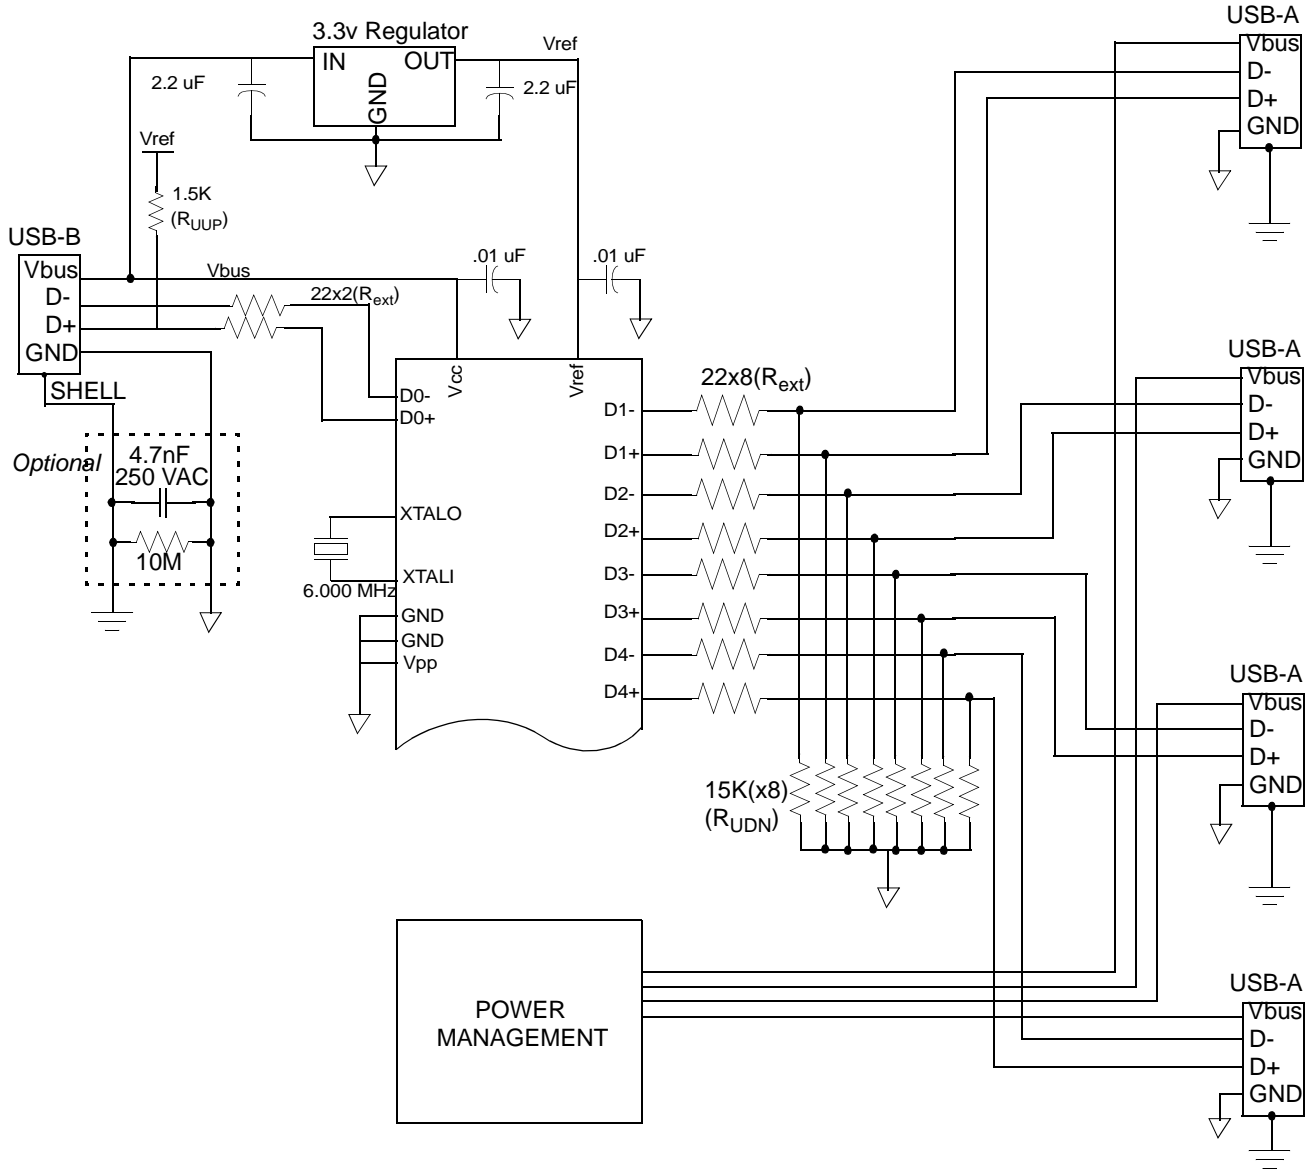 USB-A
3.3v Regulator
Vref
Vbus
IN
OUT
GND
D-
D+
GND
2.2 uF
2.2 uF
Vref
1.5K
(RUUP)
USB-B
Vbus
D-
D+
GND
SHELL
Vbus
22x2(Rext)
.01 uF
.01 uF
Optional
4.7nF
250 VAC
10M
Vcc
Vref
D0-
D0+
XTALO
XTALI
6.000 MHz
GND
GND
Vpp
D1-
D1+
D2-
D2+
D3-
D3+
D4-
D4+
22x8(Rext)
15K(x8)
(RUDN)
USB-A
Vbus
D-
D+
GND
USB-A
Vbus
D-
D+
GND
POWER
MANAGEMENT
USB-A
Vbus
D-
D+
GND